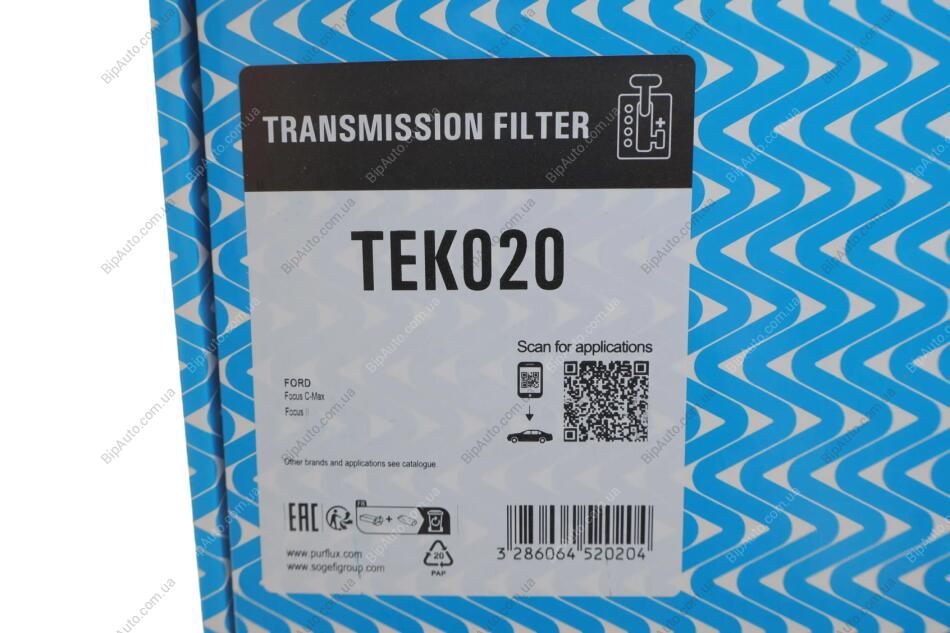 TRANSMISSION FILTER
TEK020
Scan for applications
FORD
Focus C-Max
Focus II
Other brands and applications see catalogue.
EAC
FR
www.purflux.com
www.sogefigroup.com
20
PAP
3 286064 520204
BipAuto.com.ua